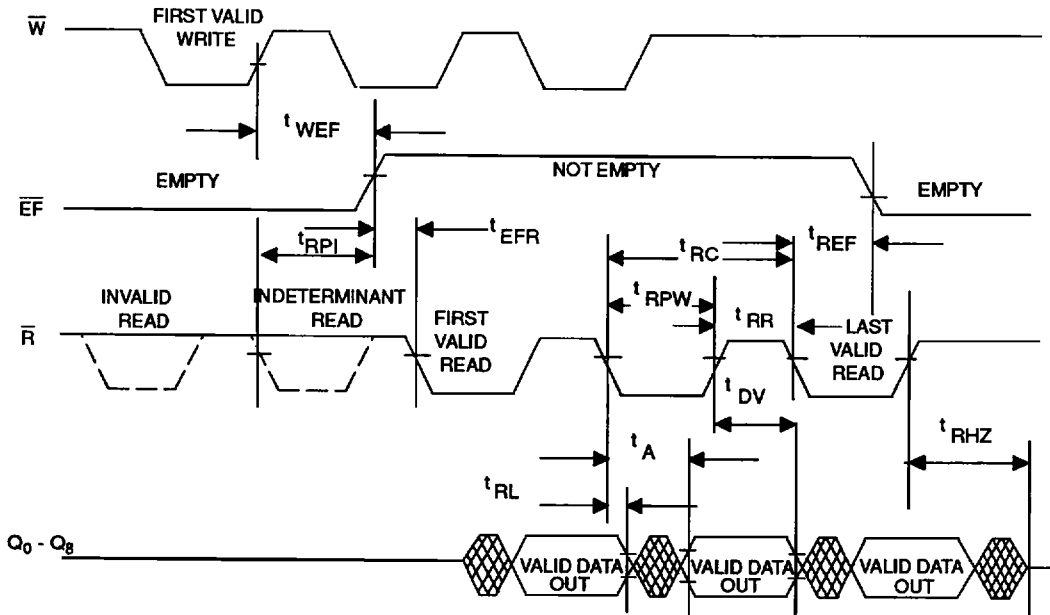 W
FIRST VALID
WRITE
t WEF
EMPTY
NOT EMPTY
EMPTY
EF
t RPI
t EFR
t RC
t REF
INVALID
READ
INDETERMINANT
READ
t RPW
R
FIRST
VALID
READ
t RR
LAST
VALID
READ
t DV
t A
t RHZ
t RL
Q0 - Q8
VALID DATA
OUT
VALID DATA
OUT
VALID DATA
OUT